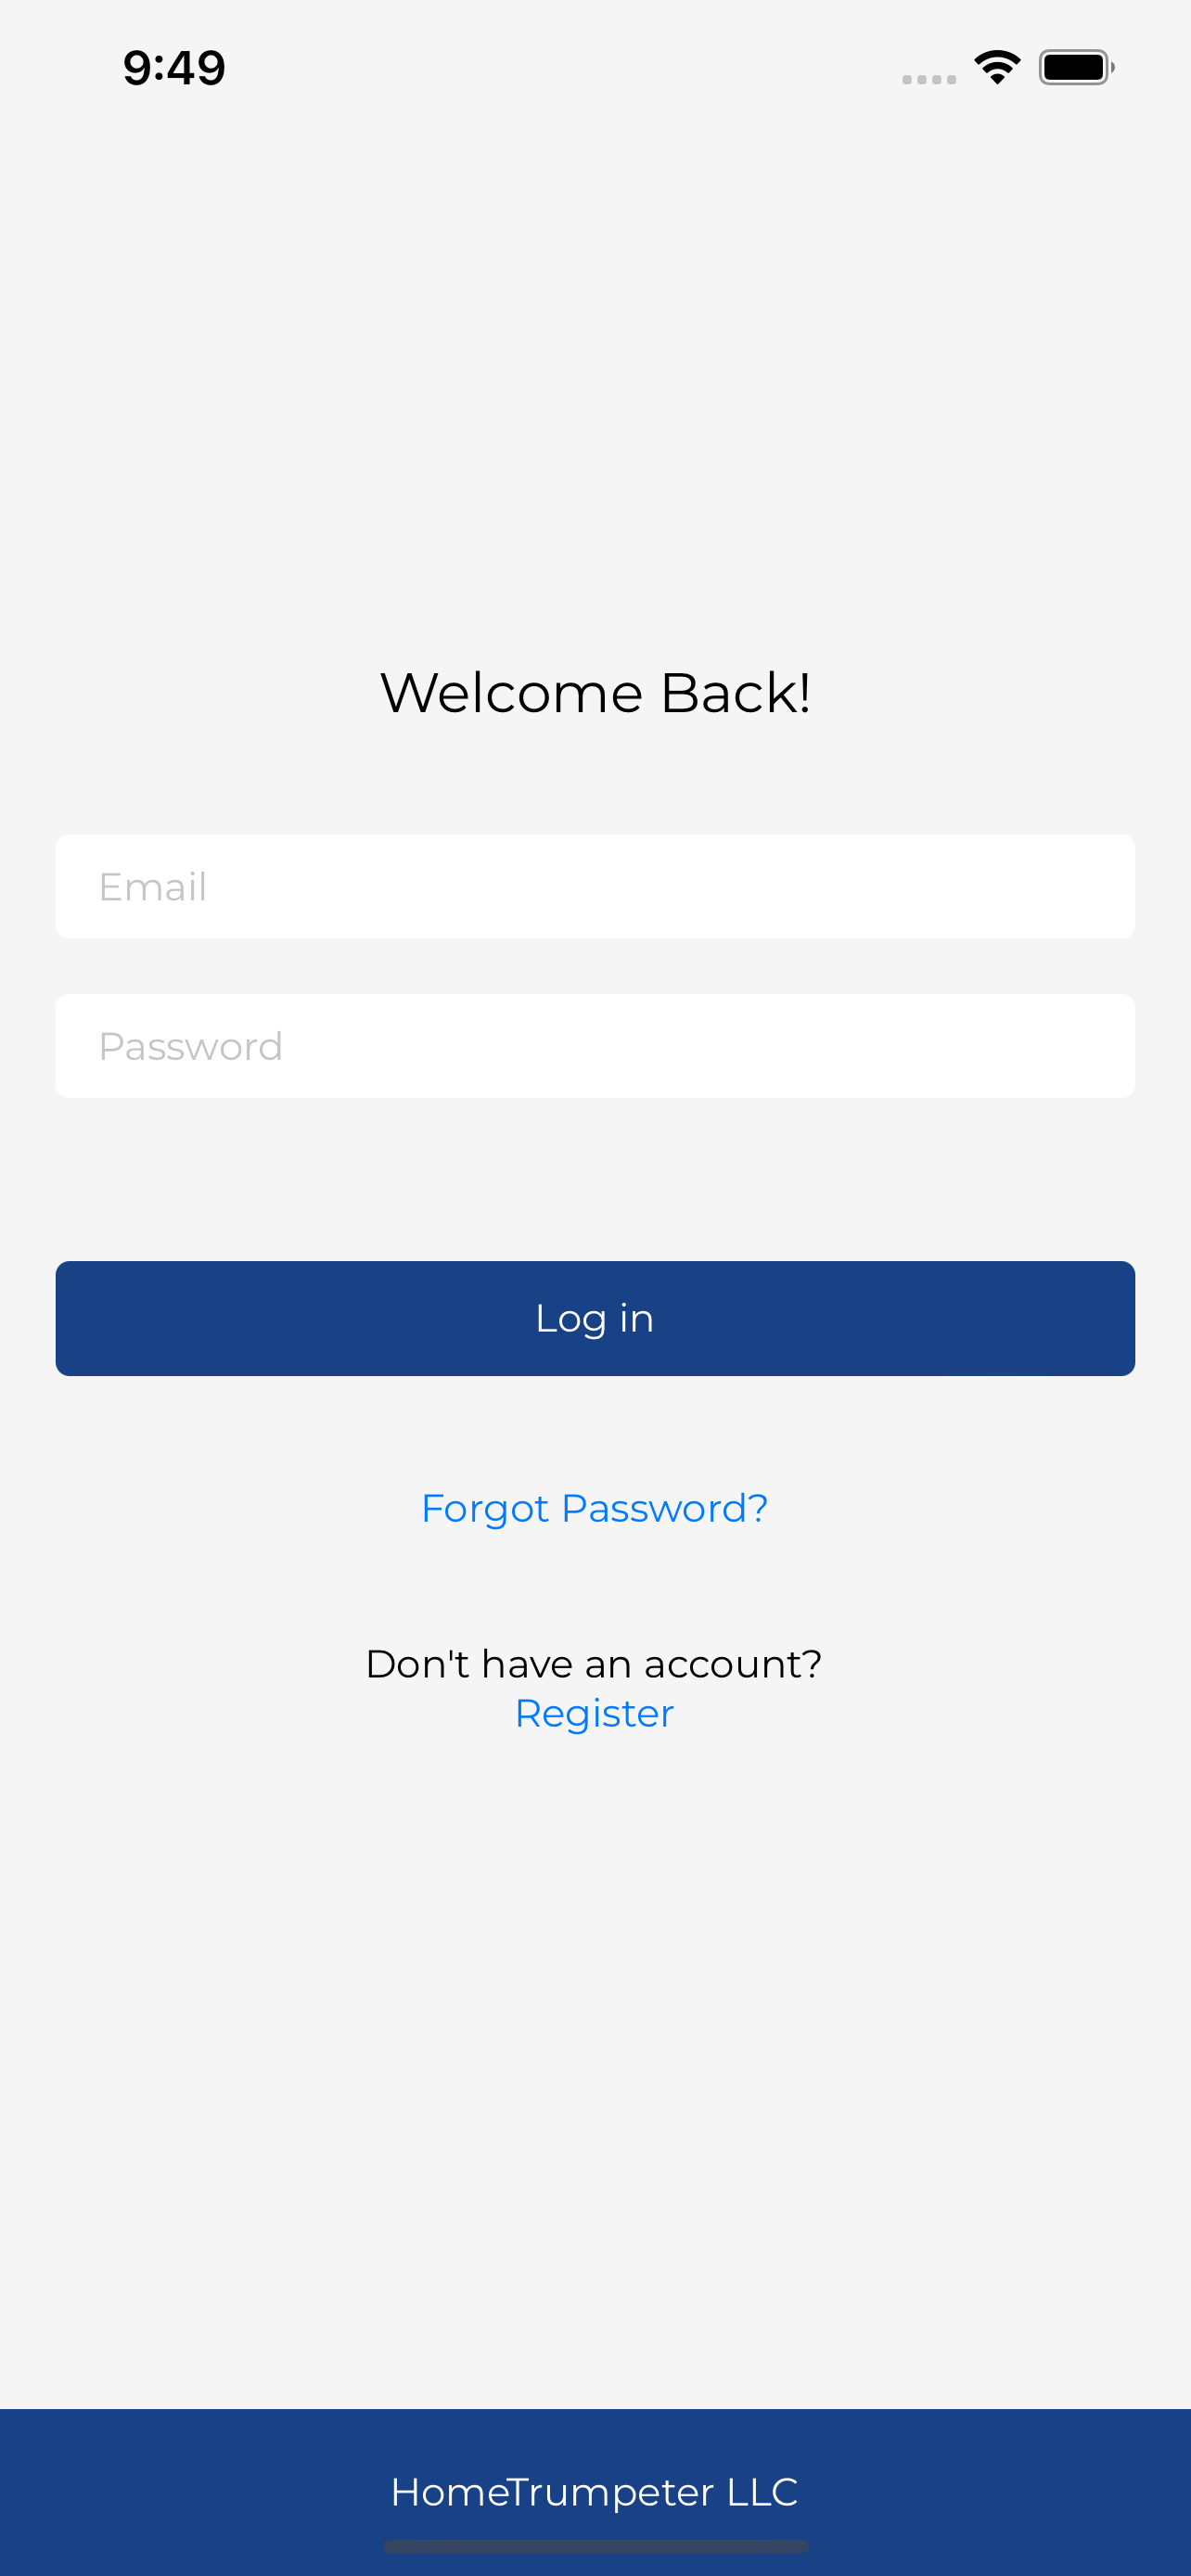 9:49
Welcome Back!
Email
Password
Log in
Forgot Password?
Don't have an account?
Register
HomeTrumpeter LLC